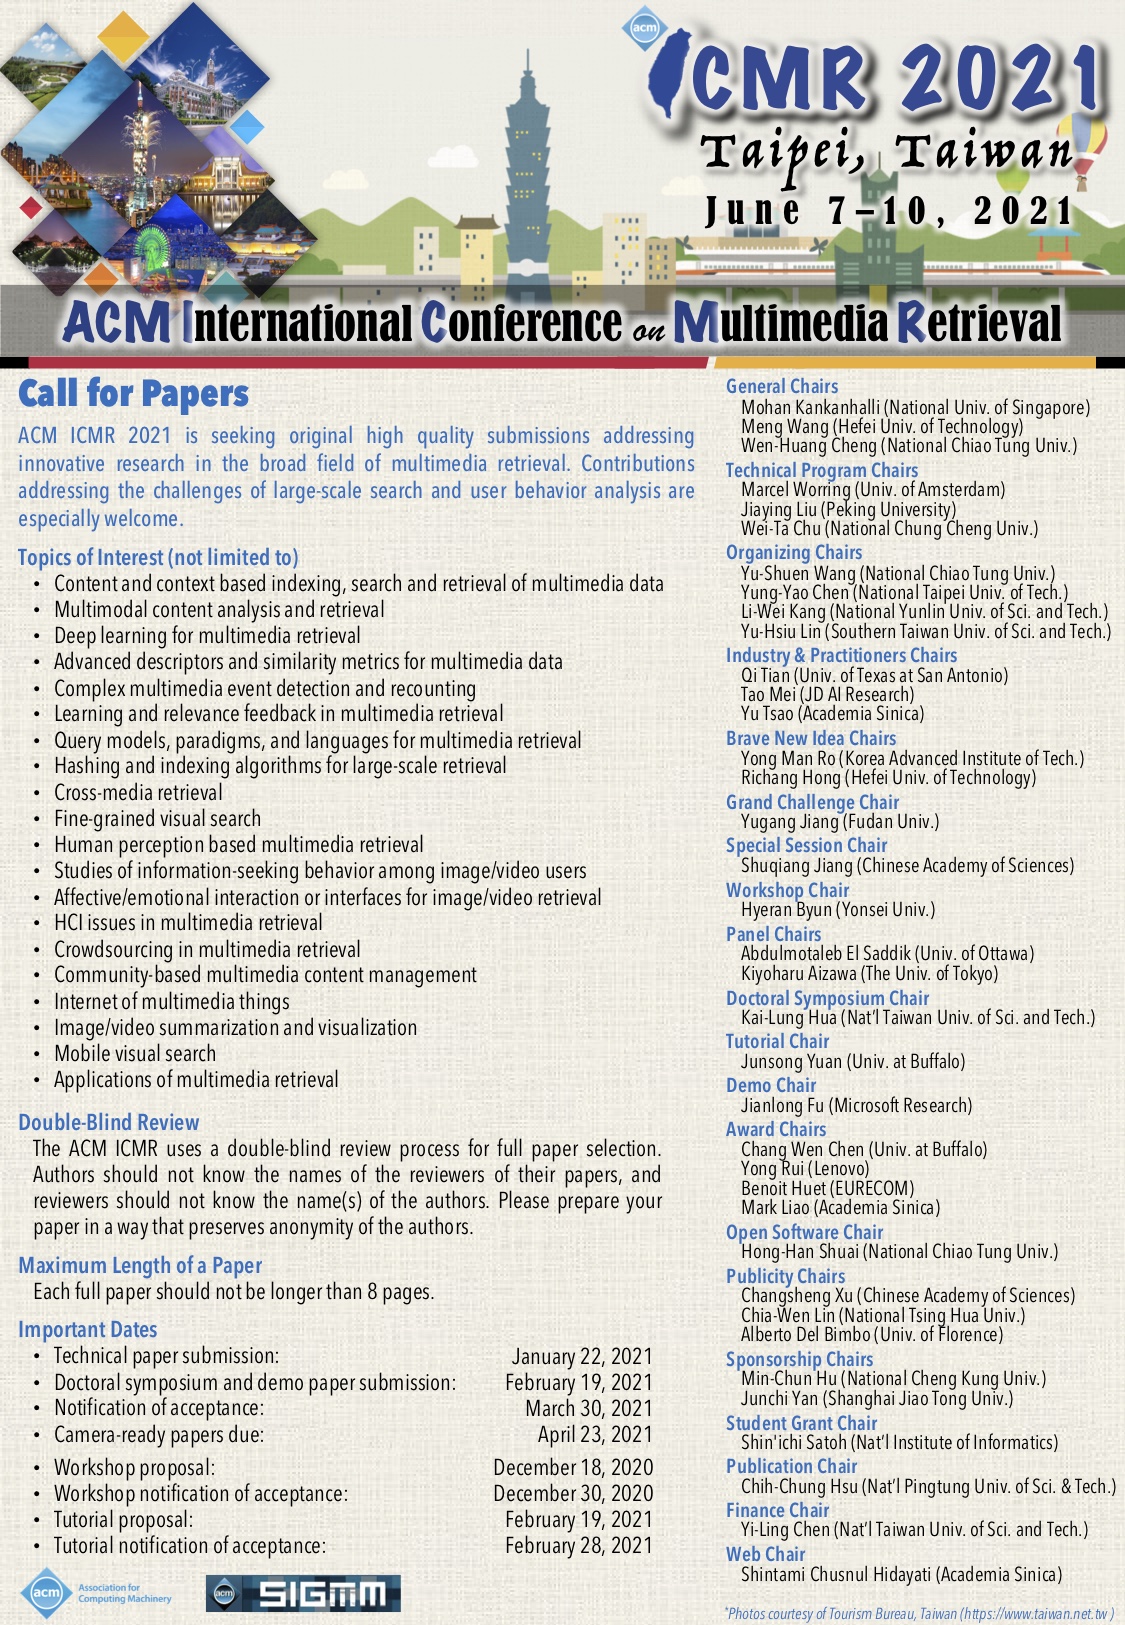 acm
ICMR 2021
Taipei, Taiwan
June 7–10, 2021
ACM International Conference on Multimedia Retrieval
Call for Papers
ACM ICMR 2021 is seeking original high quality submissions addressing
innovative research in the broad field of multimedia retrieval. Contributions
addressing the challenges of large-scale search and user behavior analysis are
especially welcome.
Topics of Interest (not limited to)
• Content and context based indexing, search and retrieval of multimedia data
• Multimodal content analysis and retrieval
• Deep learning for multimedia retrieval
• Advanced descriptors and similarity metrics for multimedia data
• Complex multimedia event detection and recounting
• Learning and relevance feedback in multimedia retrieval
• Query models, paradigms, and languages for multimedia retrieval
• Hashing and indexing algorithms for large-scale retrieval
• Cross-media retrieval
• Fine-grained visual search
• Human perception based multimedia retrieval
• Studies of information-seeking behavior among image/video users
• Affective/emotional interaction or interfaces for image/video retrieval
• HCI issues in multimedia retrieval
• Crowdsourcing in multimedia retrieval
• Community-based multimedia content management
• Internet of multimedia things
• Image/video summarization and visualization
• Mobile visual search
• Applications of multimedia retrieval
Double-Blind Review
The ACM ICMR uses a double-blind review process for full paper selection.
Authors should not know the names of the reviewers of their papers, and
reviewers should not know the name(s) of the authors. Please prepare your
paper in a way that preserves anonymity of the authors.
Maximum Length of a Paper
Each full paper should not be longer than 8 pages.
Important Dates
• Technical paper submission: January 22, 2021
• Doctoral symposium and demo paper submission: February 19, 2021
• Notification of acceptance: March 30, 2021
• Camera-ready papers due: April 23, 2021
• Workshop proposal: December 18, 2020
• Workshop notification of acceptance: December 30, 2020
• Tutorial proposal: February 19, 2021
• Tutorial notification of acceptance: February 28, 2021
acm
Association for
Computing Machinery
acm
SIGMM
General Chairs
Mohan Kankanhalli (National Univ. of Singapore)
Meng Wang (Hefei Univ. of Technology)
Wen-Huang Cheng (National Chiao Tung Univ.)
Technical Program Chairs
Marcel Worring (Univ. of Amsterdam)
Jiaying Liu (Peking University)
Wei-Ta Chu (National Chung Cheng Univ.)
Organizing Chairs
Yu-Shuen Wang (National Chiao Tung Univ.)
Yung-Yao Chen (National Taipei Univ. of Tech.)
Li-Wei Kang (National Yunlin Univ. of Sci. and Tech.)
Yu-Hsiu Lin (Southern Taiwan Univ. of Sci. and Tech.)
Industry & Practitioners Chairs
Qi Tian (Univ. of Texas at San Antonio)
Tao Mei (JD AI Research)
Yu Tsao (Academia Sinica)
Brave New Idea Chairs
Yong Man Ro (Korea Advanced Institute of Tech.)
Richang Hong (Hefei Univ. of Technology)
Grand Challenge Chair
Yugang Jiang (Fudan Univ.)
Special Session Chair
Shuqiang Jiang (Chinese Academy of Sciences)
Workshop Chair
Hyeran Byun (Yonsei Univ.)
Panel Chairs
Abdulmotaleb El Saddik (Univ. of Ottawa)
Kiyoharu Aizawa (The Univ. of Tokyo)
Doctoral Symposium Chair
Kai-Lung Hua (Nat’l Taiwan Univ. of Sci. and Tech.)
Tutorial Chair
Junsong Yuan (Univ. at Buffalo)
Demo Chair
Jianlong Fu (Microsoft Research)
Award Chairs
Chang Wen Chen (Univ. at Buffalo)
Yong Rui (Lenovo)
Benoit Huet (EURECOM)
Mark Liao (Academia Sinica)
Open Software Chair
Hong-Han Shuai (National Chiao Tung Univ.)
Publicity Chairs
Changsheng Xu (Chinese Academy of Sciences)
Chia-Wen Lin (National Tsing Hua Univ.)
Alberto Del Bimbo (Univ. of Florence)
Sponsorship Chairs
Min-Chun Hu (National Cheng Kung Univ.)
Junchi Yan (Shanghai Jiao Tong Univ.)
Student Grant Chair
Shin'ichi Satoh (Nat’l Institute of Informatics)
Publication Chair
Chih-Chung Hsu (Nat’l Pingtung Univ. of Sci. & Tech.)
Finance Chair
Yi-Ling Chen (Nat’l Taiwan Univ. of Sci. and Tech.)
Web Chair
Shintami Chusnul Hidayati (Academia Sinica)
*Photos courtesy of Tourism Bureau, Taiwan (https://www.taiwan.net.tw )